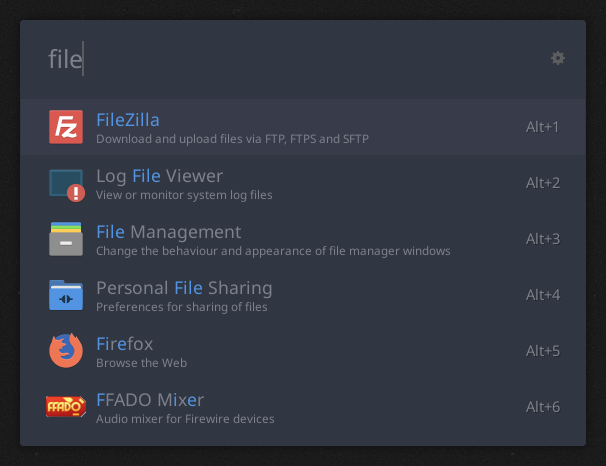 file
FileZilla
Download and upload files via FTP, FTPS and SFTP
Alt+1
Log File Viewer
View or monitor system log files
Alt+2
File Management
Change the behaviour and appearance of file manager windows
Alt+3
Personal File Sharing
Preferences for sharing of files
Alt+4
Firefox
Browse the Web
Alt+5
FFADO
FFADO Mixer
Audio mixer for Firewire devices
Alt+6